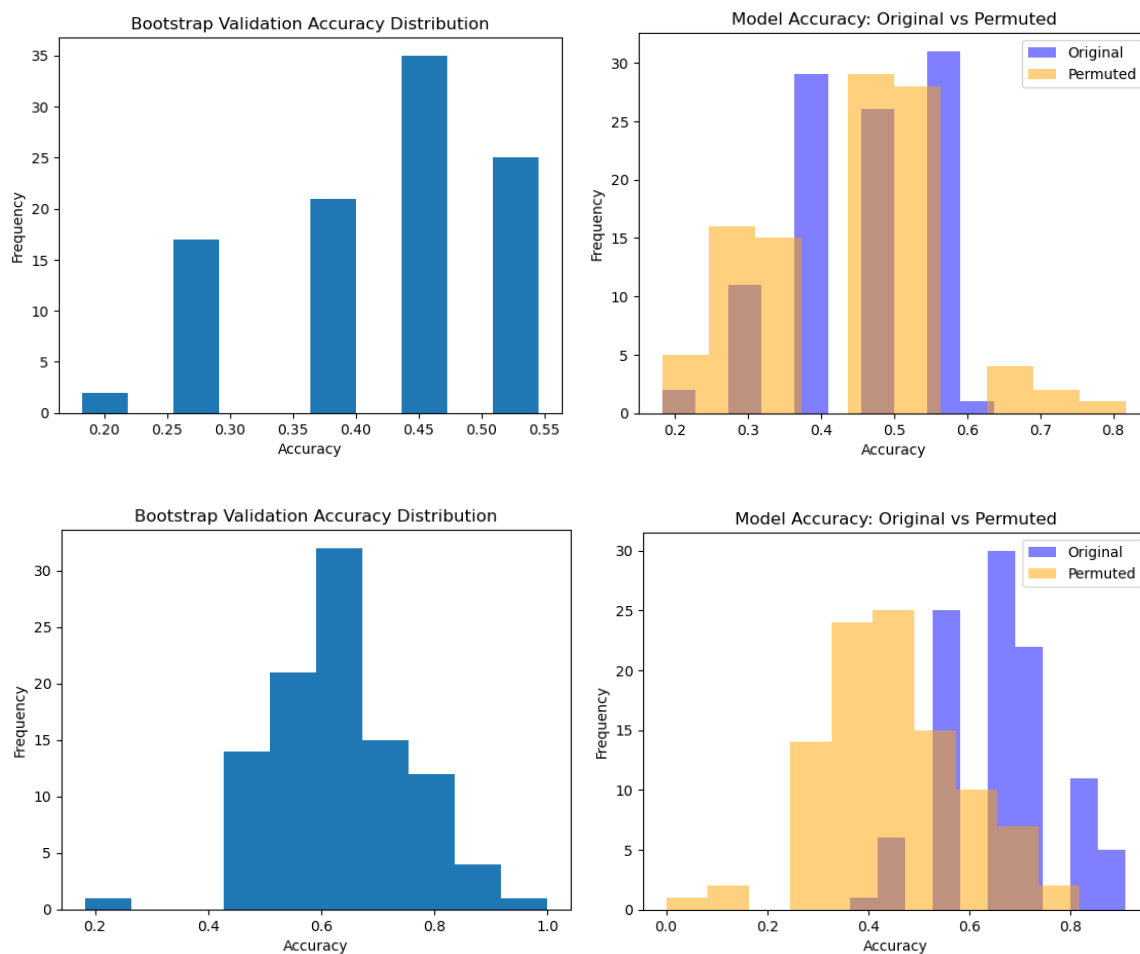 Bootstrap Validation Accuracy Distribution
35
30
25
20
15
10
5
0
Frequency
0.20 0.25 0.30 0.35 0.40 0.45 0.50 0.55
Accuracy
Model Accuracy: Original vs Permuted
Original
Permuted
30
25
20
15
10
5
0
Frequency
0.2 0.3 0.4 0.5 0.6 0.7 0.8
Accuracy
Bootstrap Validation Accuracy Distribution
30
25
20
15
10
5
0
Frequency
0.2 0.4 0.6 0.8 1.0
Accuracy
Model Accuracy: Original vs Permuted
Original
Permuted
30
25
20
15
10
5
0
Frequency
0.0 0.2 0.4 0.6 0.8
Accuracy